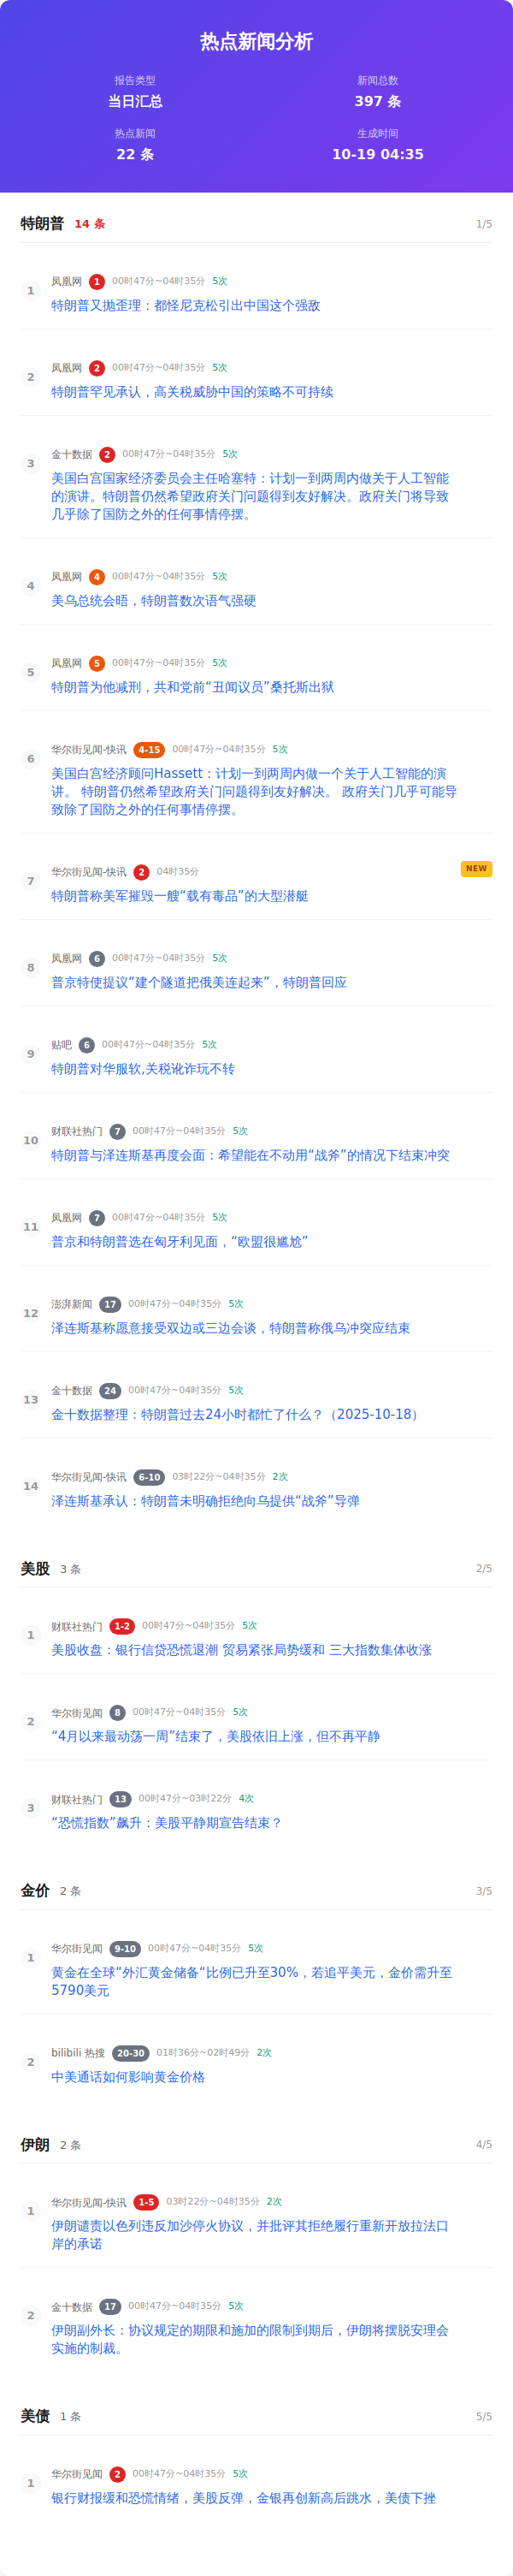 热点新闻分析
报告类型
新闻总数
当日汇总
397 条
热点新闻
生成时间
22 条
10-19 04:35
特朗普 14 条 1/5
1 凤凰网 1 00时47分~04时35分 5次
特朗普又抛歪理：都怪尼克松引出中国这个强敌
2 凤凰网 2 00时47分~04时35分 5次
特朗普罕见承认，高关税威胁中国的策略不可持续
3 金十数据 2 00时47分~04时35分 5次
美国白宫国家经济委员会主任哈塞特：计划一到两周内做关于人工智能
的演讲。特朗普仍然希望政府关门问题得到友好解决。政府关门将导致
几乎除了国防之外的任何事情停摆。
4 凤凰网 4 00时47分~04时35分 5次
美乌总统会晤，特朗普数次语气强硬
5 凤凰网 5 00时47分~04时35分 5次
特朗普为他减刑，共和党前“丑闻议员”桑托斯出狱
6 华尔街见闻-快讯 4-15 00时47分~04时35分 5次
美国白宫经济顾问Hassett：计划一到两周内做一个关于人工智能的演
讲。 特朗普仍然希望政府关门问题得到友好解决。 政府关门几乎可能导
致除了国防之外的任何事情停摆。
7 华尔街见闻-快讯 2 04时35分 NEW
特朗普称美军摧毁一艘“载有毒品”的大型潜艇
8 凤凰网 6 00时47分~04时35分 5次
普京特使提议“建个隧道把俄美连起来”，特朗普回应
9 贴吧 6 00时47分~04时35分 5次
特朗普对华服软,关税讹诈玩不转
10 财联社热门 7 00时47分~04时35分 5次
特朗普与泽连斯基再度会面：希望能在不动用“战斧”的情况下结束冲突
11 凤凰网 7 00时47分~04时35分 5次
普京和特朗普选在匈牙利见面，“欧盟很尴尬”
12 澎湃新闻 17 00时47分~04时35分 5次
泽连斯基称愿意接受双边或三边会谈，特朗普称俄乌冲突应结束
13 金十数据 24 00时47分~04时35分 5次
金十数据整理：特朗普过去24小时都忙了什么？（2025-10-18）
14 华尔街见闻-快讯 6-10 03时22分~04时35分 2次
泽连斯基承认：特朗普未明确拒绝向乌提供“战斧”导弹
美股 3 条 2/5
1 财联社热门 1-2 00时47分~04时35分 5次
美股收盘：银行信贷恐慌退潮 贸易紧张局势缓和 三大指数集体收涨
2 华尔街见闻 8 00时47分~04时35分 5次
“4月以来最动荡一周”结束了，美股依旧上涨，但不再平静
3 财联社热门 13 00时47分~03时22分 4次
“恐慌指数”飙升：美股平静期宣告结束？
金价 2 条 3/5
1 华尔街见闻 9-10 00时47分~04时35分 5次
黄金在全球“外汇黄金储备“比例已升至30%，若追平美元，金价需升至
5790美元
2 bilibili 热搜 20-30 01时36分~02时49分 2次
中美通话如何影响黄金价格
伊朗 2 条 4/5
1 华尔街见闻-快讯 1-5 03时22分~04时35分 2次
伊朗谴责以色列违反加沙停火协议，并批评其拒绝履行重新开放拉法口
岸的承诺
2 金十数据 17 00时47分~04时35分 5次
伊朗副外长：协议规定的期限和施加的限制到期后，伊朗将摆脱安理会
实施的制裁。
美债 1 条 5/5
1 华尔街见闻 2 00时47分~04时35分 5次
银行财报缓和恐慌情绪，美股反弹，金银再创新高后跳水，美债下挫